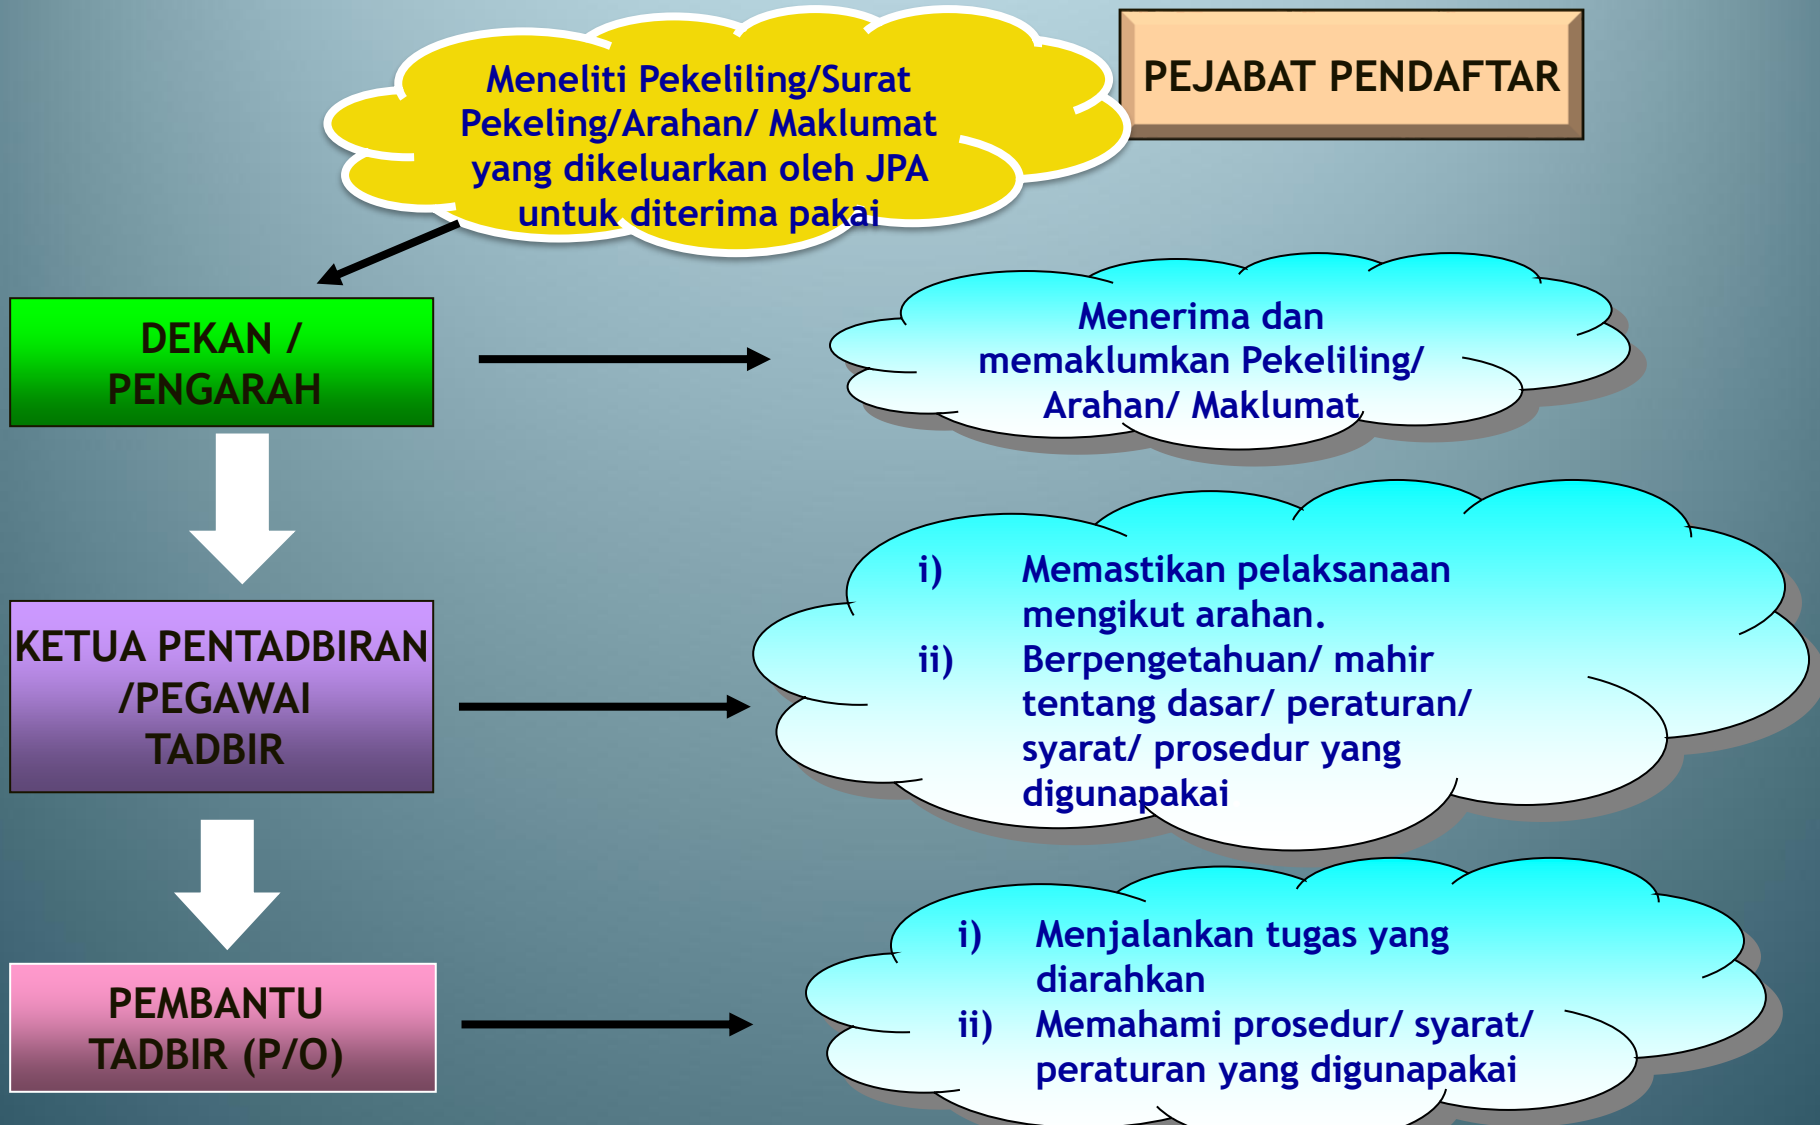 PEJABAT PENDAFTAR
Meneliti Pekeliling/Surat
Pekeling/Arahan/ Maklumat
yang dikeluarkan oleh JPA
untuk diterima pakai
DEKAN /
PENGARAH
Menerima dan
memaklumkan Pekeliling/
Arahan/ Maklumat
KETUA PENTADBIRAN
/PEGAWAI
TADBIR
i) Memastikan pelaksanaan
mengikut arahan.
ii) Berpengetahuan/ mahir
tentang dasar/ peraturan/
syarat/ prosedur yang
digunapakai
PEMBANTU
TADBIR (P/O)
i) Menjalankan tugas yang
diarahkan
ii) Memahami prosedur/ syarat/
peraturan yang digunapakai